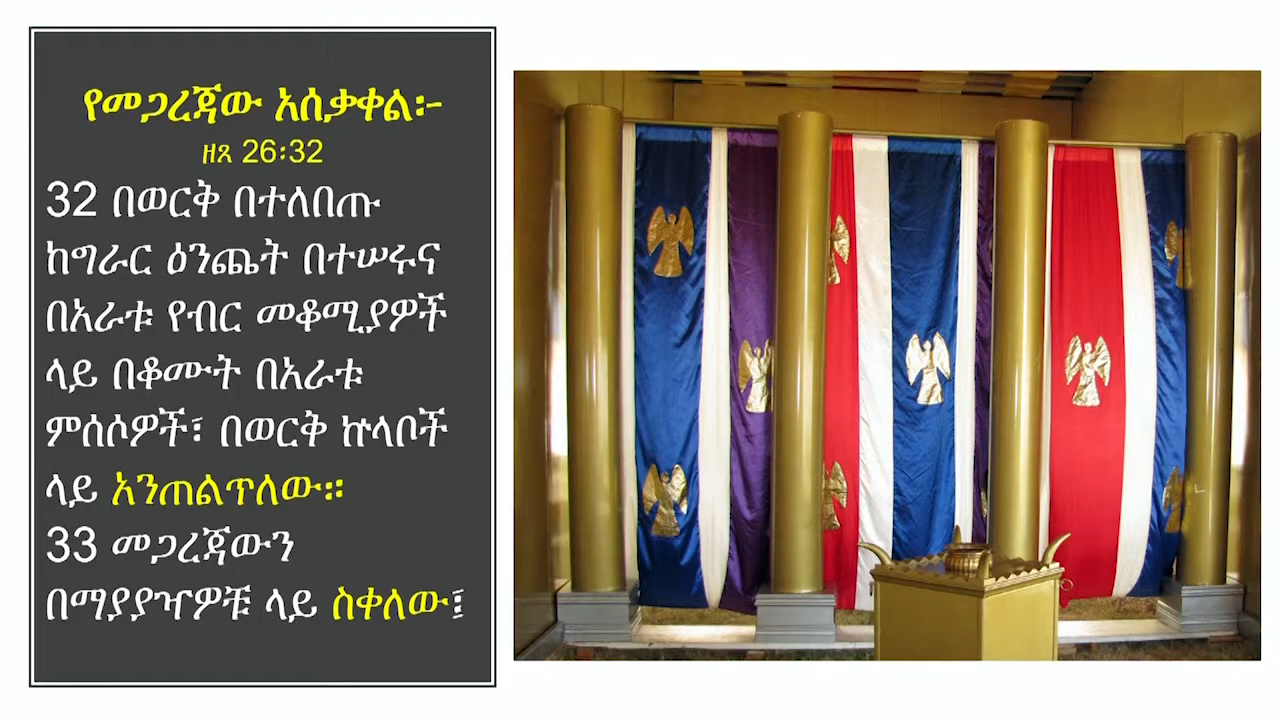 የመጋረጃው አሰቃቀል፡-
ዘጸ 26፡32
32 በወርቅ በተለበጡ
ከግራር ዕንጨት በተሠሩና
በአራቱ የብር መቆሚያዎች
ላይ በቆሙት በአራቱ
ምሰሶዎች፣ በወርቅ ኵላቦች
ላይ አንጠልጥለው።
33 መጋረጃውን
በማያያዣዎቹ ላይ ስቀለው፤